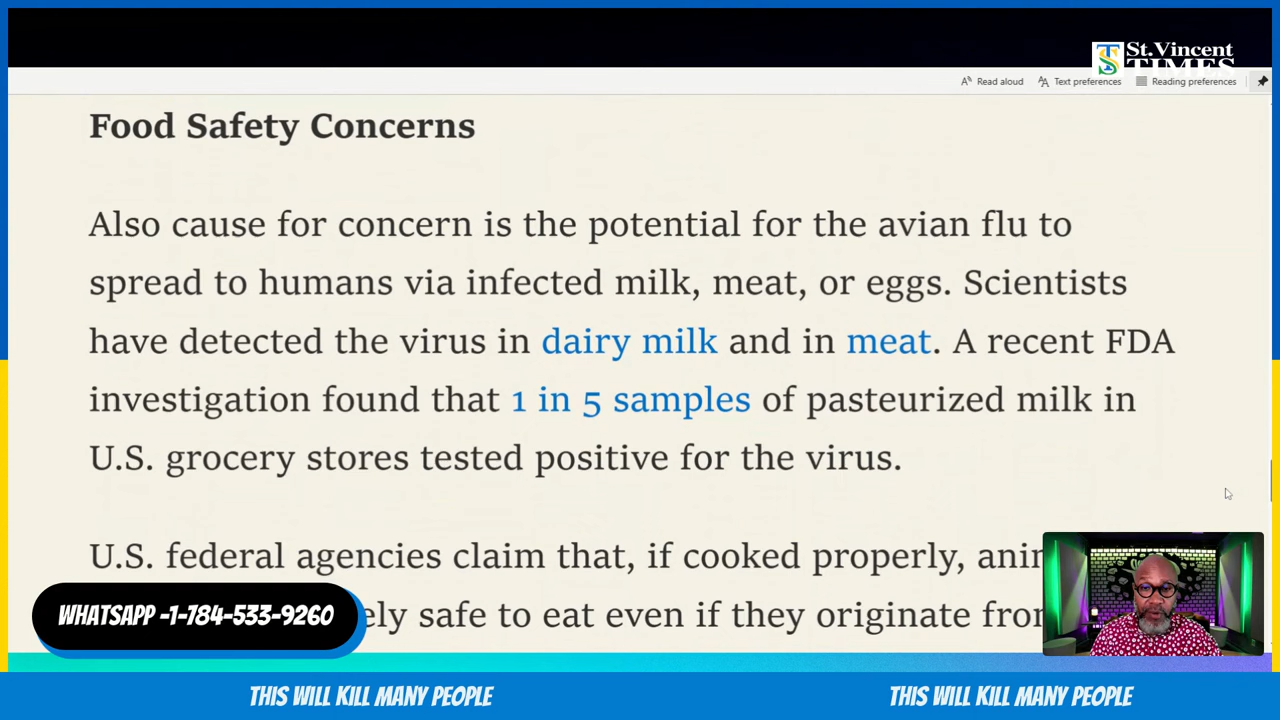 St.Vincent
TIMES
Read aloud
Text preferences
Reading preferences
Food Safety Concerns
Also cause for concern is the potential for the avian flu to
spread to humans via infected milk, meat, or eggs. Scientists
have detected the virus in dairy milk and in meat. A recent FDA
investigation found that 1 in 5 samples of pasteurized milk in
U.S. grocery stores tested positive for the virus.
U.S. federal agencies claim that, if cooked properly,
safe to eat even if they originate
WHATSAPP -1-784-533-9260
THIS WILL KILL MANY PEOPLE
THIS WILL KILL MANY PEOPLE